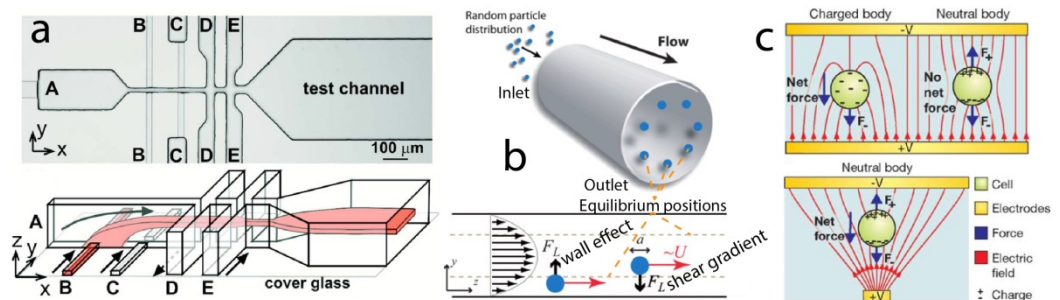 a
B
C
D
E
A
test channel
y
x
B
C
D
E
100 µm
A
z
y
x
B
C
D
E
cover glass
Random particle
distribution
Flow
Inlet
b
Outlet
Equilibrium positions
y
z
F_L
wall effect
a
~U
F_L
shear gradient
c
Charged body
Neutral body
-V
F+
Net
force
No
net
force
F-
F-
+V
Neutral body
-V
F+
Net
force
F-
+V
Cell
Electrodes
Force
Electric
field
± Charge